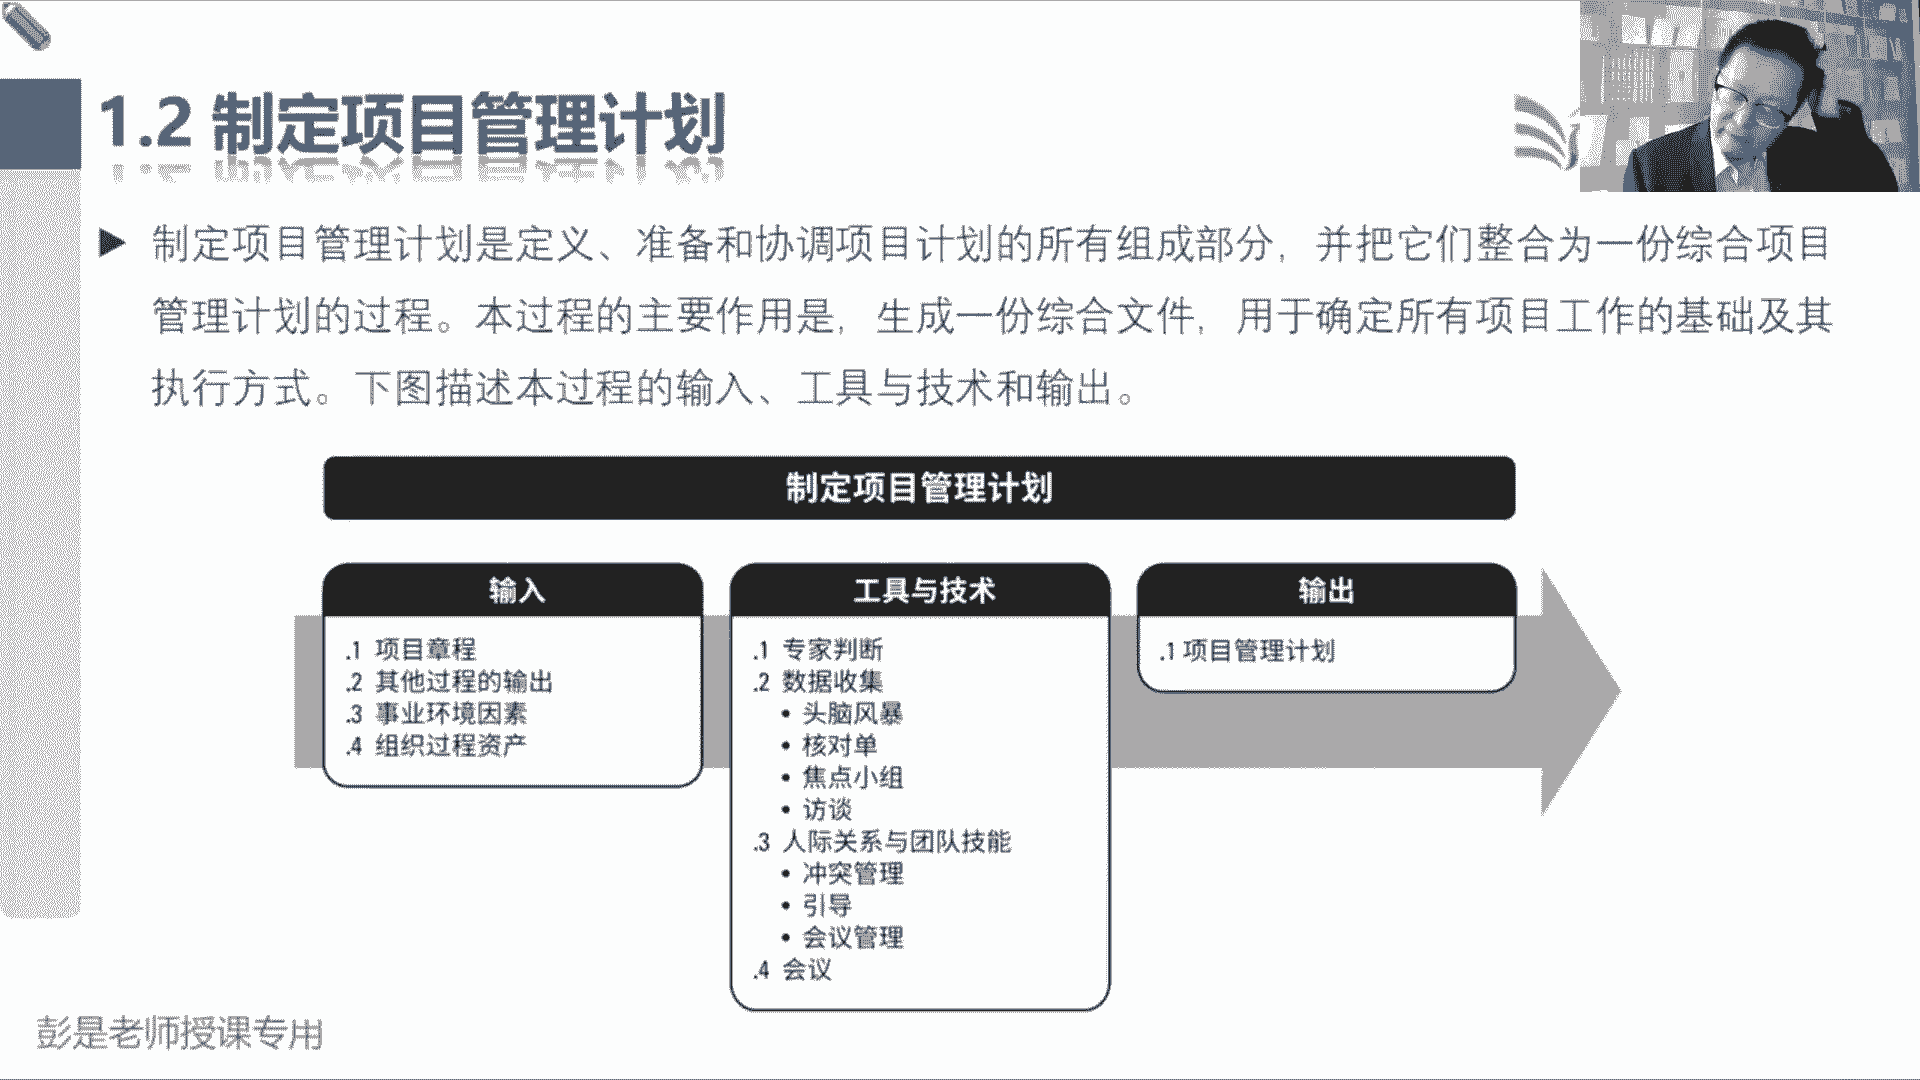 1.2 制定项目管理计划
制定项目管理计划是定义、准备和协调项目计划的所有组成部分，并把它们整合为一份综合项目
管理计划的过程。本过程的主要作用是，生成一份综合文件，用于确定所有项目工作的基础及其
执行方式。下图描述本过程的输入、工具与技术和输出。
制定项目管理计划
输入
.1 项目章程
.2 其他过程的输出
.3 事业环境因素
.4 组织过程资产
工具与技术
.1 专家判断
.2 数据收集
• 头脑风暴
• 核对单
• 焦点小组
• 访谈
.3 人际关系与团队技能
• 冲突管理
• 引导
• 会议管理
.4 会议
输出
.1 项目管理计划
彭是老师授课专用